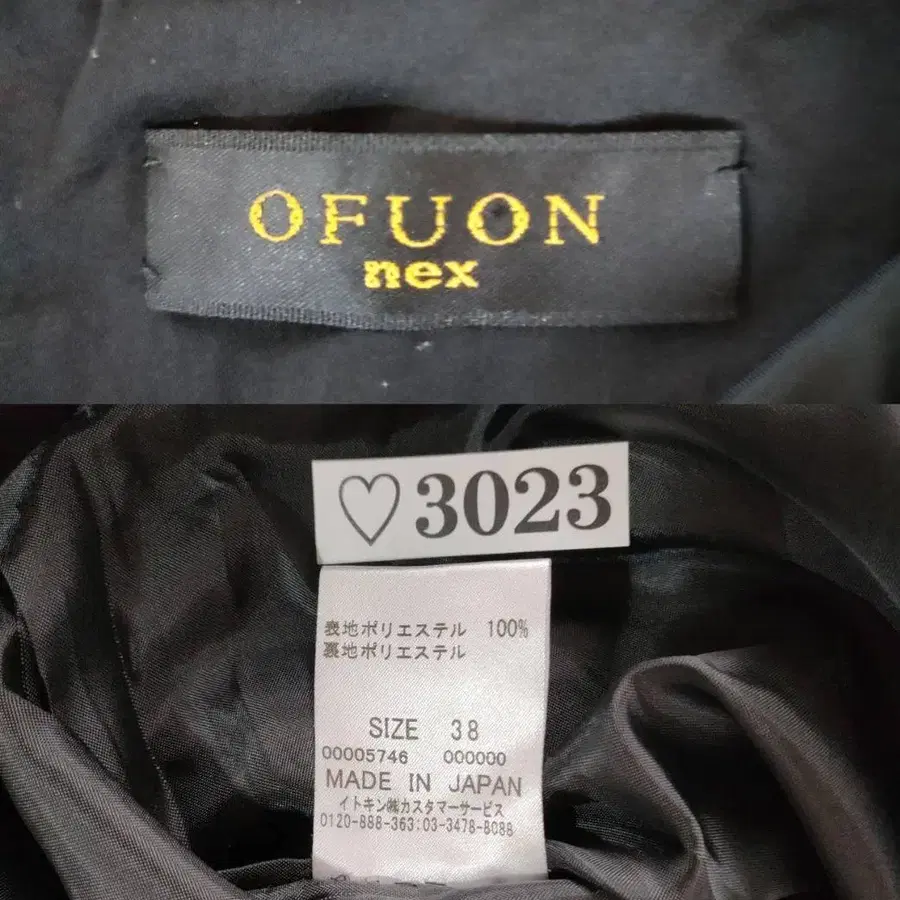 OFUON
nex
♡3023
表地ポリエステル 100%
裏地ポリエステル
SIZE 38
00005746 000000
MADE IN JAPAN
イトキン㈱カスタマーサービス
0120-888-363:03-3478-8088